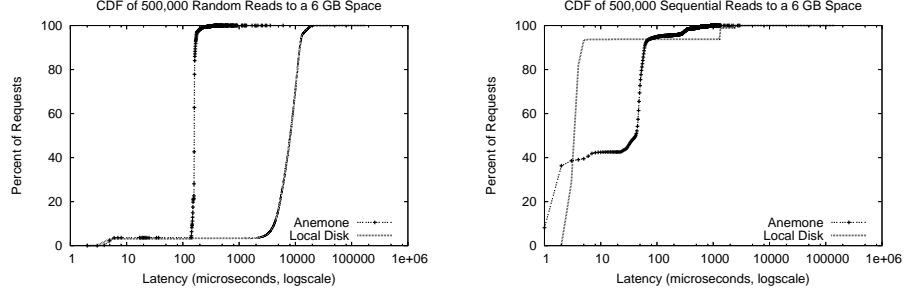 CDF of 500,000 Random Reads to a 6 GB Space
100
80
60
40
20
0
Percent of Requests
Anemone
Local Disk
1 10 100 1000 10000 100000 1e+06
Latency (microseconds, logscale)
CDF of 500,000 Sequential Reads to a 6 GB Space
100
80
60
40
20
0
Percent of Requests
Anemone
Local Disk
1 10 100 1000 10000 100000 1e+06
Latency (microseconds, logscale)